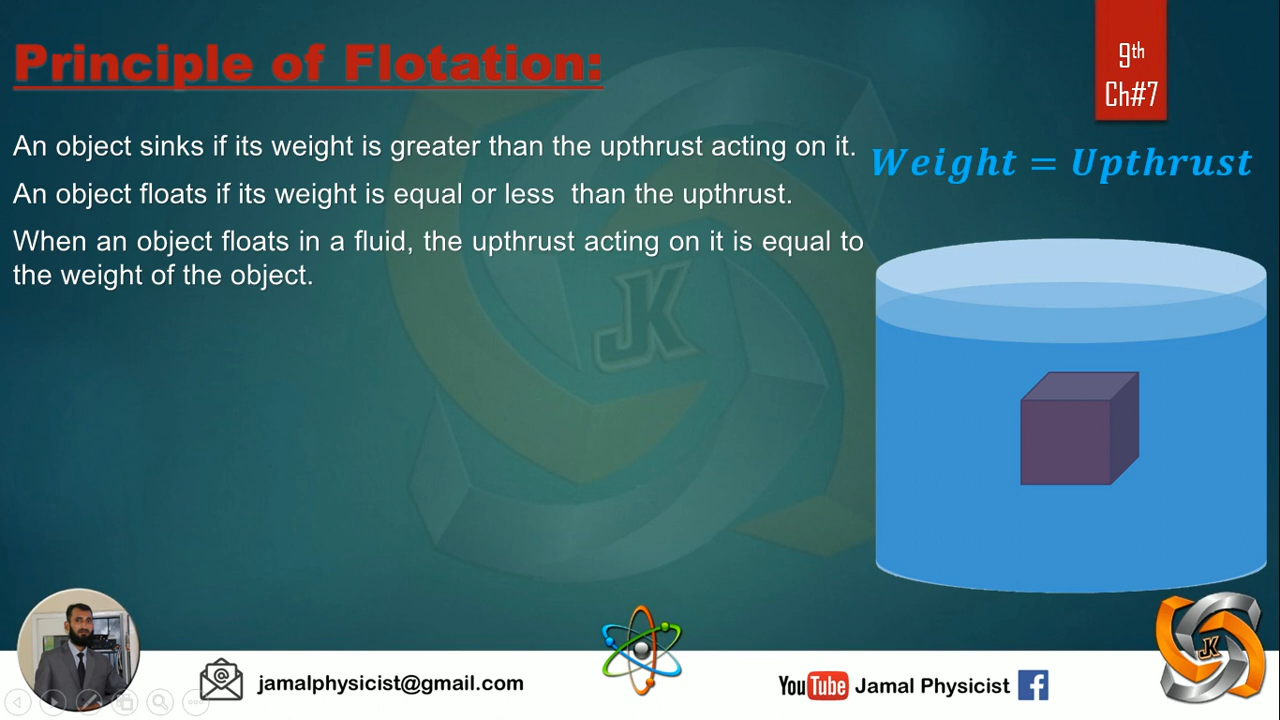 Principle of Flotation:
9th
Ch#7
An object sinks if its weight is greater than the upthrust acting on it.
Weight = Upthrust
An object floats if its weight is equal or less than the upthrust.
When an object floats in a fluid, the upthrust acting on it is equal to
the weight of the object.
JK
jamalphysicist@gmail.com
YouTube Jamal Physicist f
JK